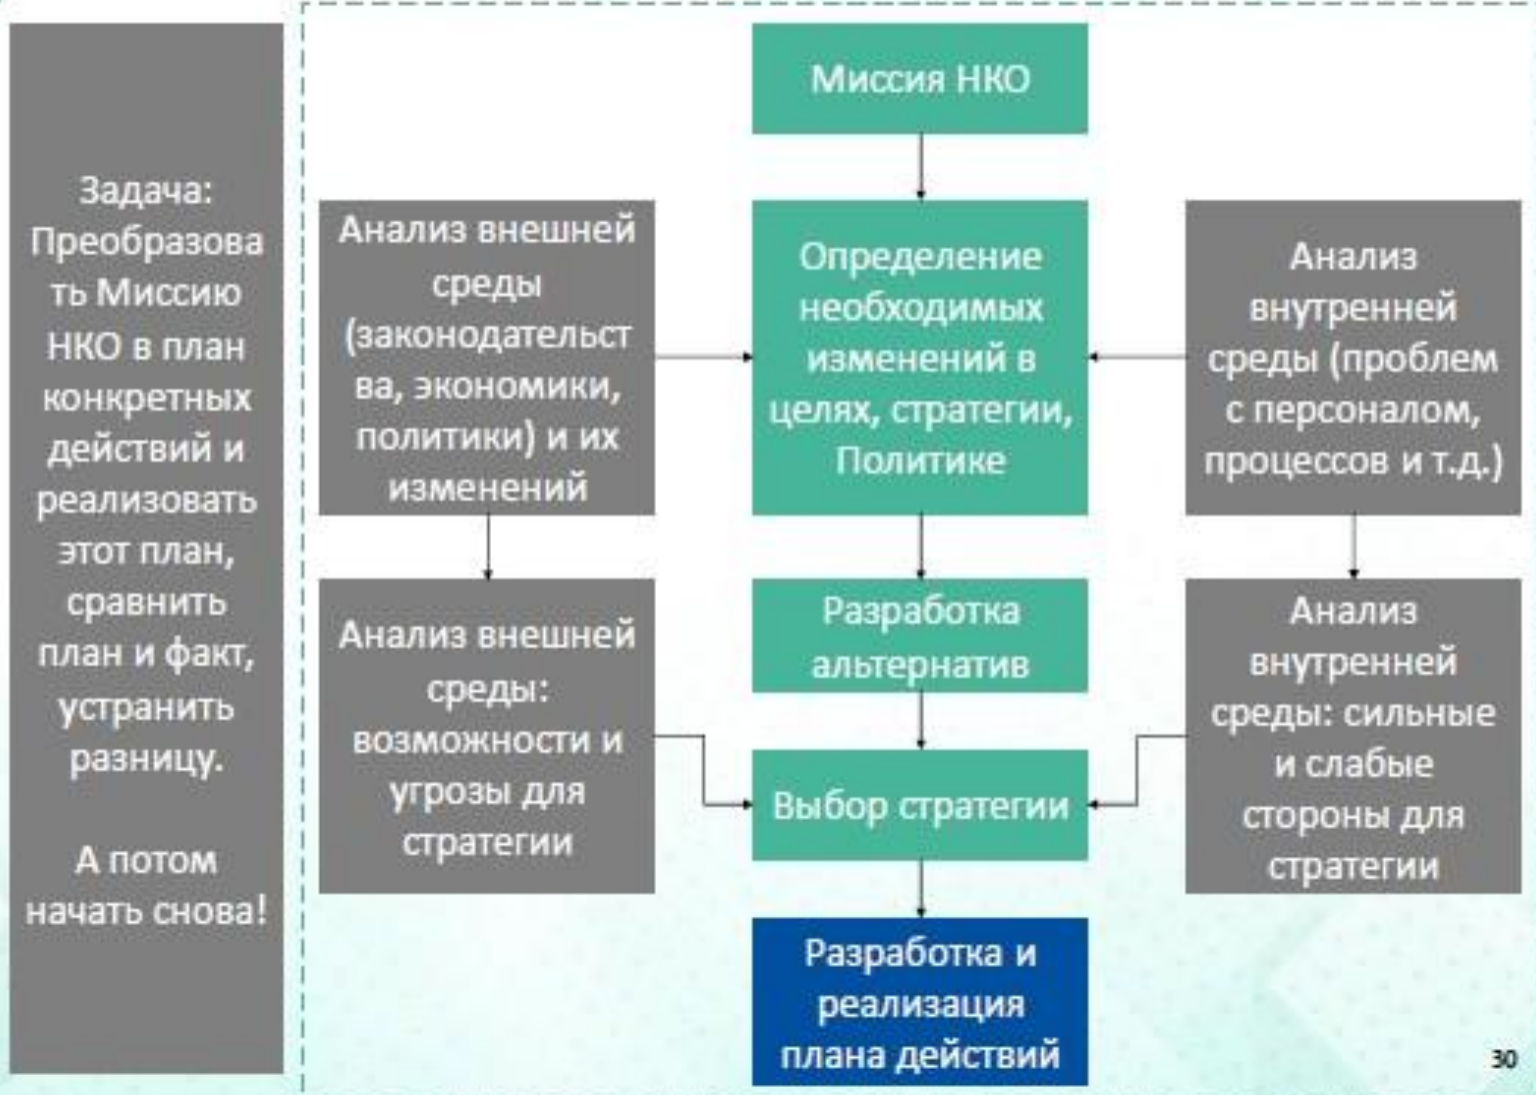 Задача:
Преобразова
ть Миссию
НКО в план
конкретных
действий и
реализовать
этот план,
сравнить
план и факт,
устранить
разницу.
А потом
начать снова!
Миссия НКО
Анализ внешней
среды
(законодательст
ва, экономики,
политики) и их
изменений
Определение
необходимых
изменений в
целях, стратегии,
Политике
Анализ
внутренней
среды (проблем
с персоналом,
процессов и т.д.)
Анализ внешней
среды:
возможности и
угрозы для
стратегии
Разработка
альтернатив
Выбор стратегии
Анализ
внутренней
среды: сильные
и слабые
стороны для
стратегии
Разработка и
реализация
плана действий
30